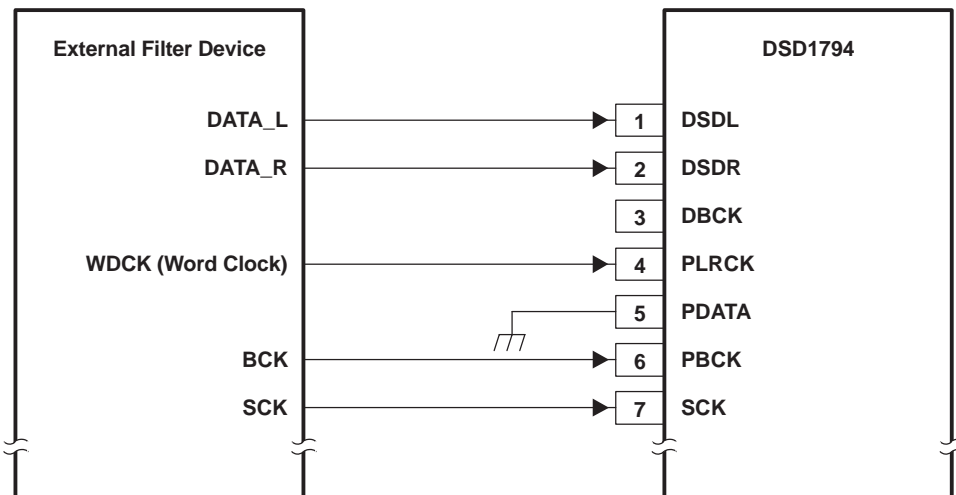 External Filter Device
DSD1794
DATA_L
1
DSDL
DATA_R
2
DSDR
3
DBCK
WDCK (Word Clock)
4
PLRCK
5
PDATA
BCK
6
PBCK
SCK
7
SCK